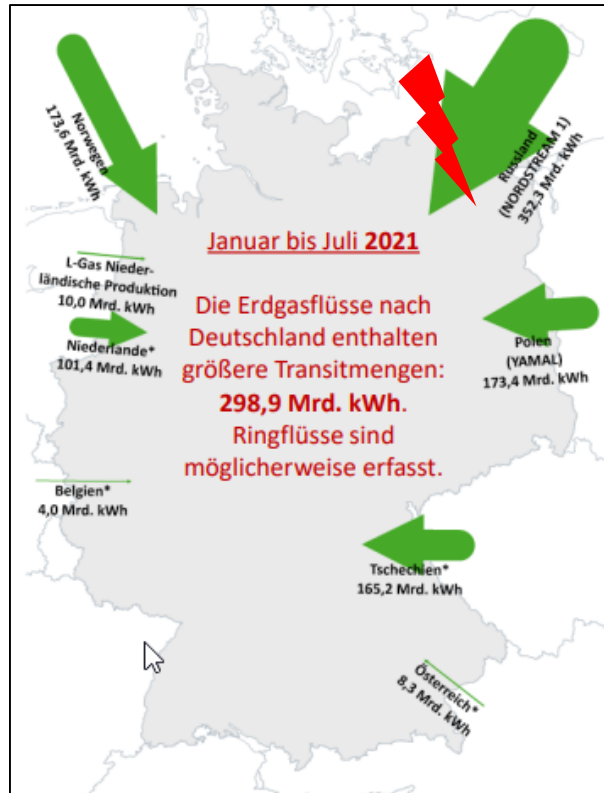 Norwegen
173,6 Mrd. kWh
Russland
(NORDSTREAM 1)
352,3 Mrd. kWh
Januar bis Juli 2021
L-Gas Nieder-
ländische Produktion
10,0 Mrd. kWh
Die Erdgasflüsse nach
Deutschland enthalten
größere Transitmengen:
298,9 Mrd. kWh.
Ringflüsse sind
möglicherweise erfasst.
Niederlande*
101,4 Mrd. kWh
Polen
(YAMAL)
173,4 Mrd. kWh
Belgien*
4,0 Mrd. kWh
Tschechien*
165,2 Mrd. kWh
Österreich*
8,3 Mrd. kWh